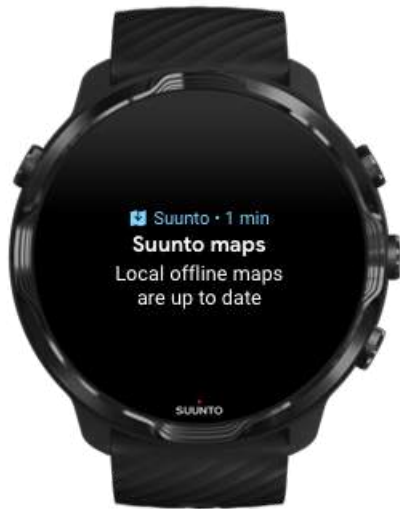 Suunto • 1 min
Suunto maps
Local offline maps
are up to date
SUUNTO